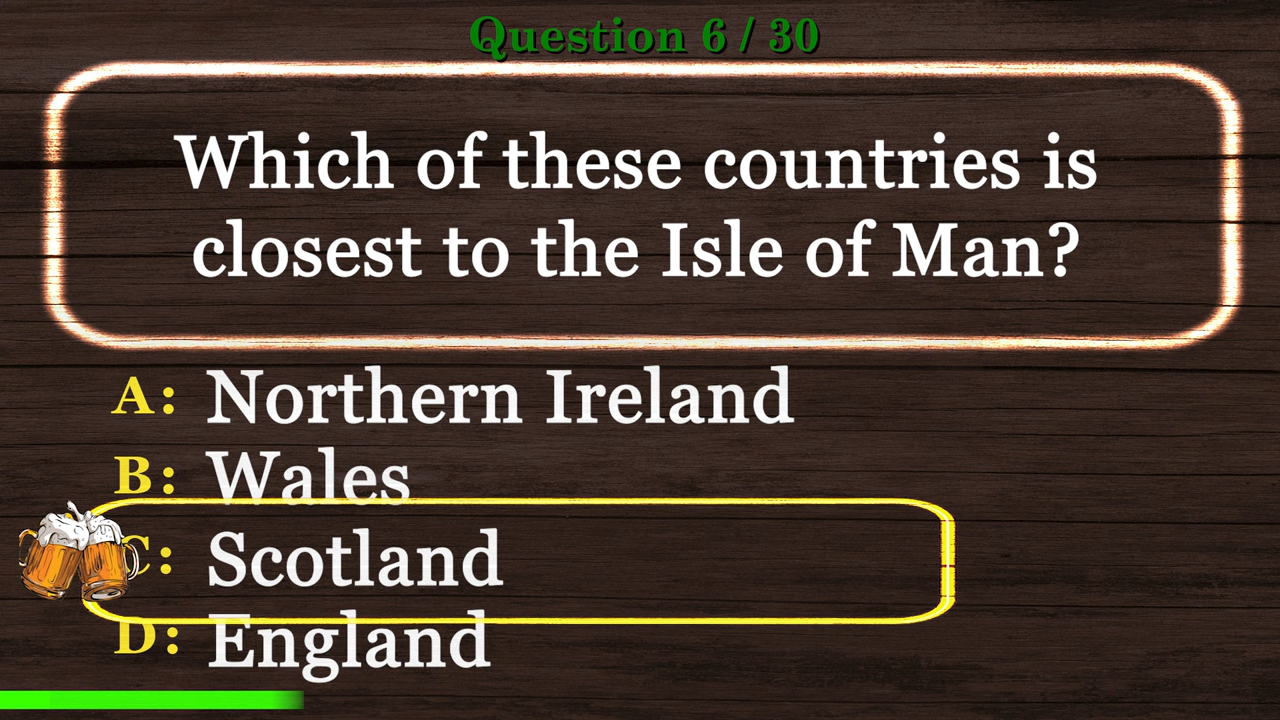 Question 6 / 30
Which of these countries is
closest to the Isle of Man?
A: Northern Ireland
B: Wales
C: Scotland
D: England